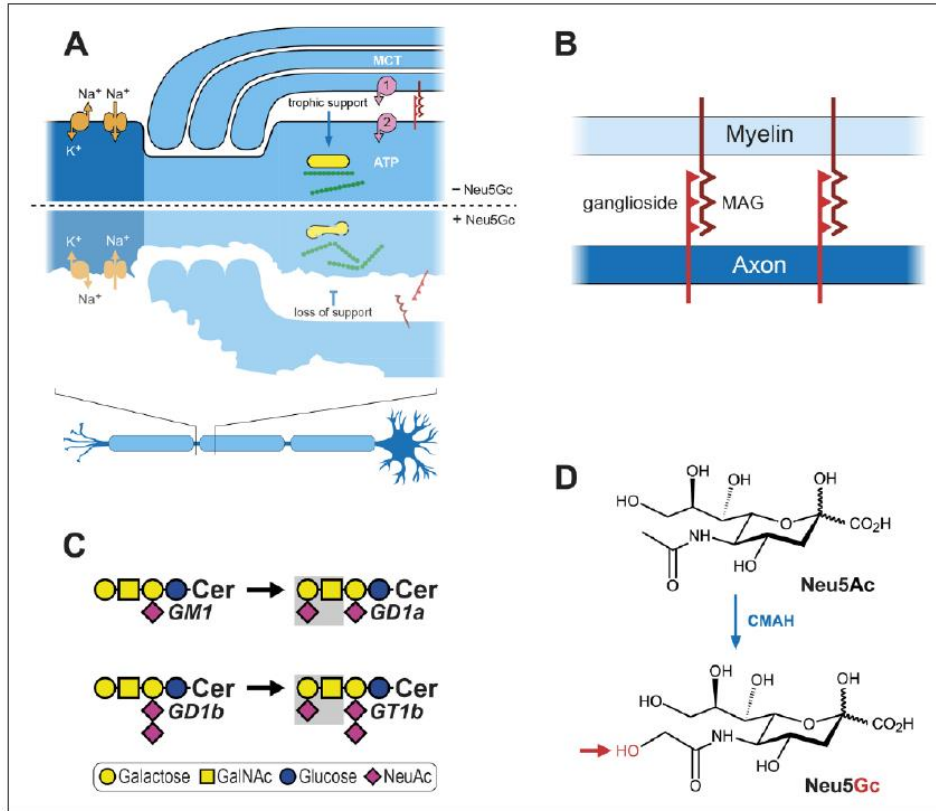 A
MCT
Na⁺ Na⁺
1
trophic support
2
K⁺
ATP
− Neu5Gc
+ Neu5Gc
K⁺ Na⁺
Na⁺
loss of support
B
Myelin
ganglioside MAG
Axon
C
Cer Cer
GM1 GD1a
Cer Cer
GD1b GT1b
Galactose GalNAc Glucose NeuAc
D
OH OH OH
HO
O
CO₂H
NH
HO
O
Neu5Ac
CMAH
OH OH OH
HO
O
CO₂H
HO NH
HO
O
Neu5Gc